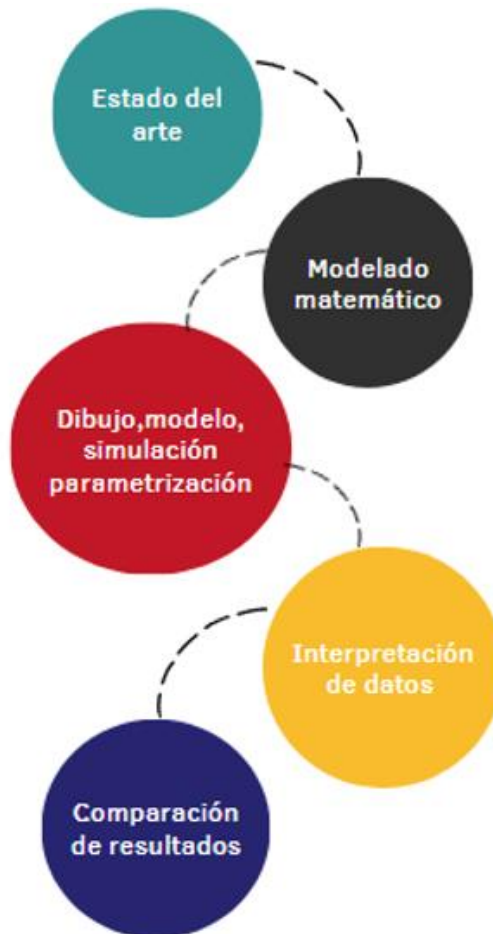 Estado del
arte
Modelado
matemático
Dibujo,modelo,
simulación
parametrización
Interpretación
de datos
Comparación
de resultados